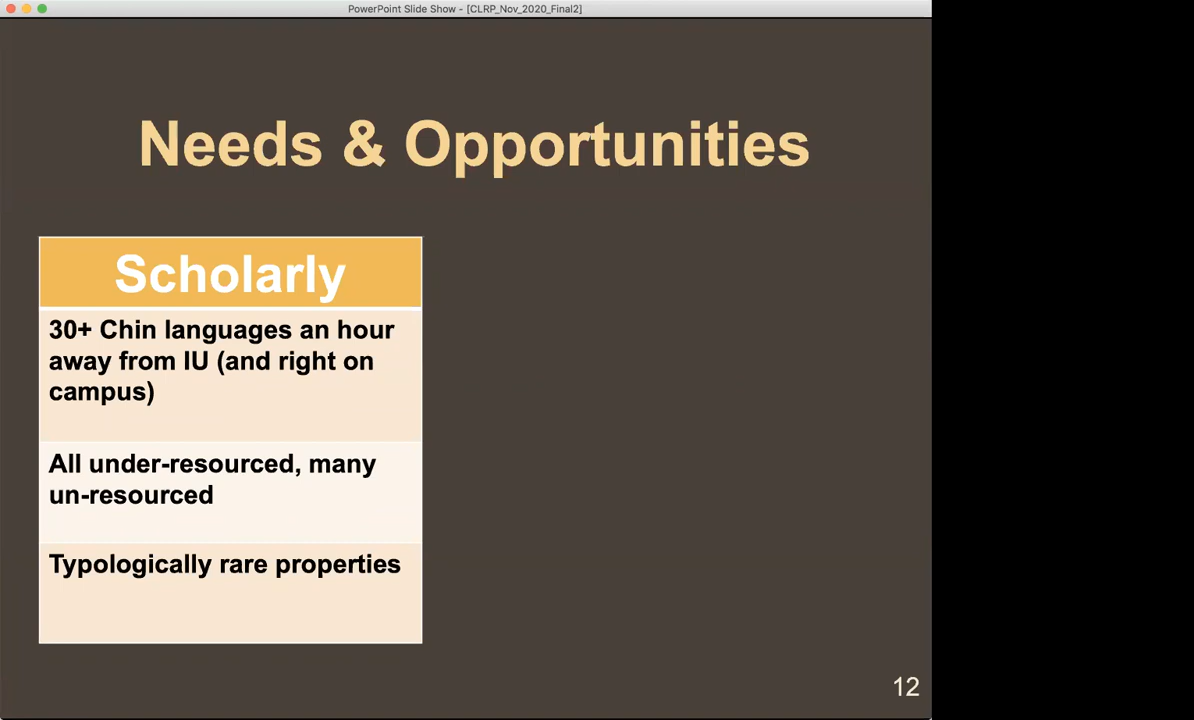 PowerPoint Slide Show - [CLRP_Nov_2020_Final2]
Needs & Opportunities
Scholarly
30+ Chin languages an hour
away from IU (and right on
campus)
All under-resourced, many
un-resourced
Typologically rare properties
12